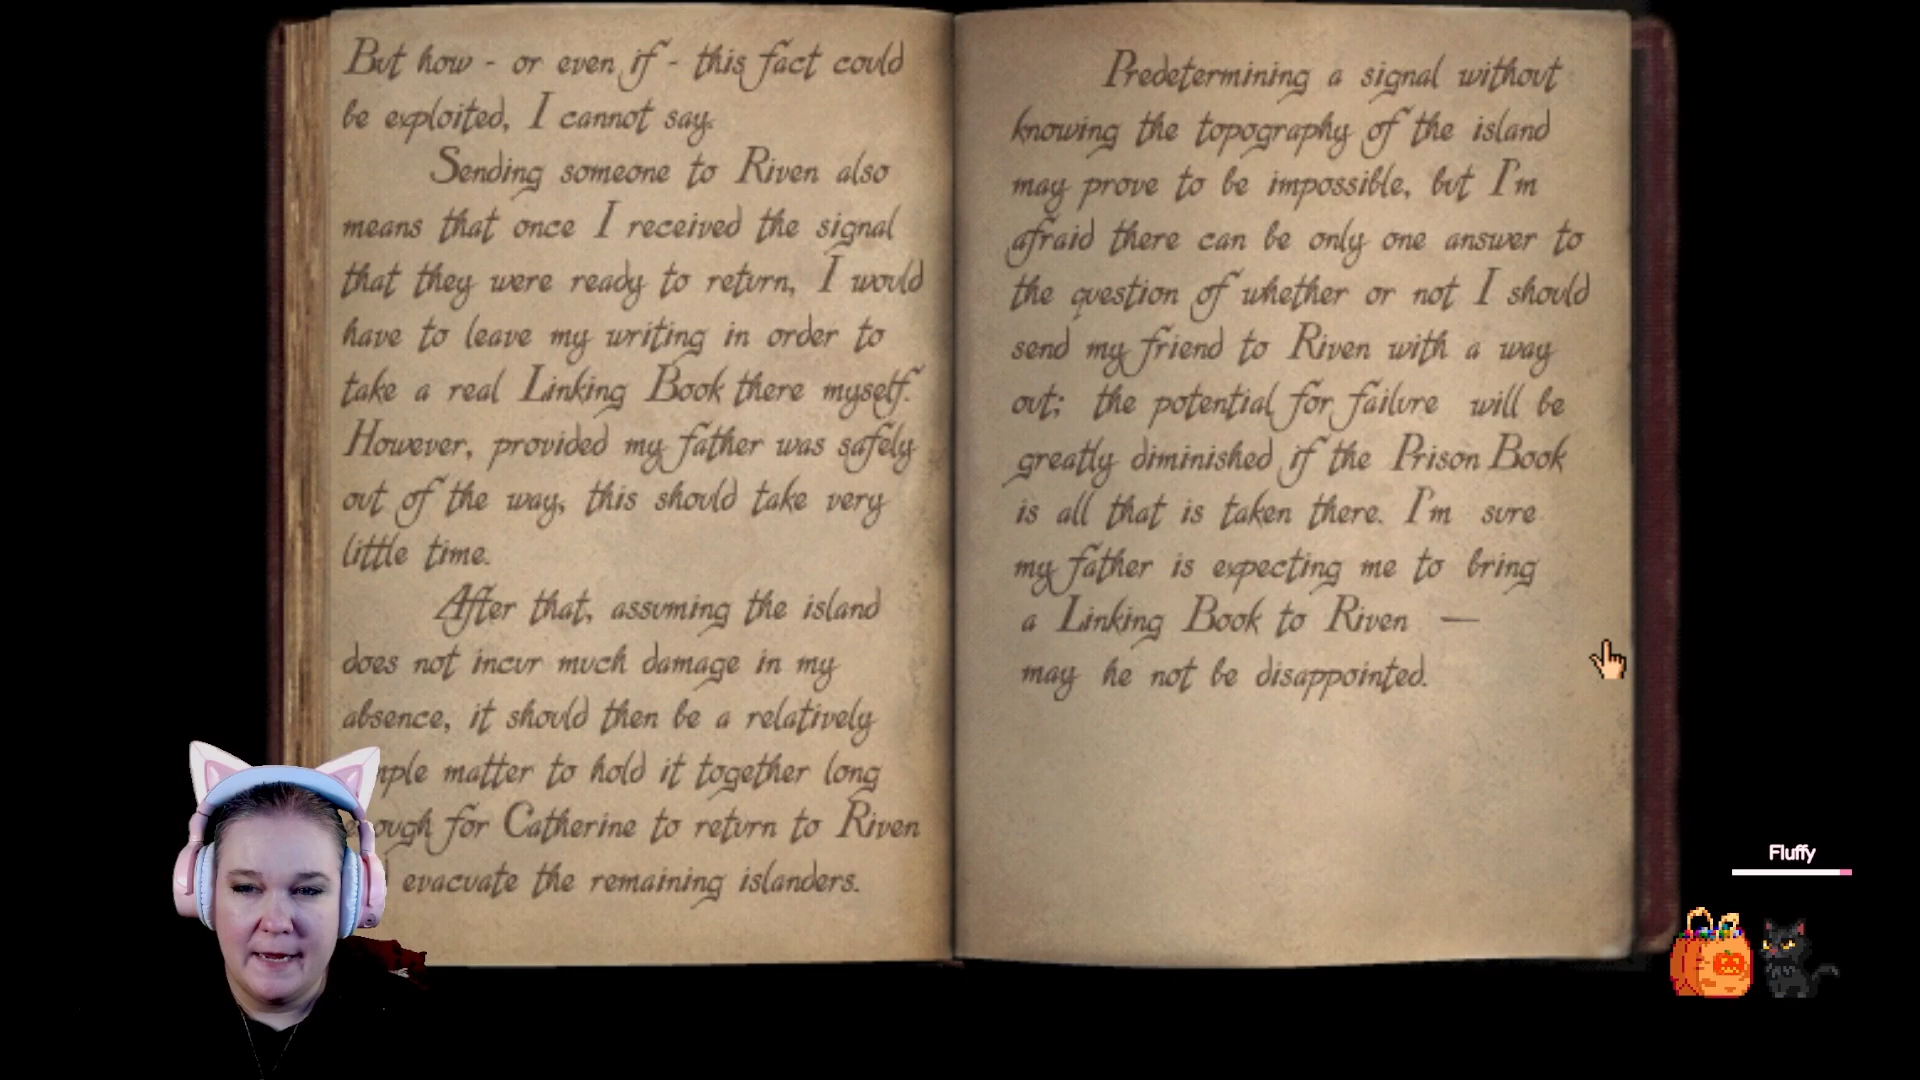 But how - or even if - this fact could
be exploited, I cannot say.
Sending someone to Riven also
means that once I received the signal
that they were ready to return, I would
have to leave my writing in order to
take a real Linking Book there myself.
However, provided my father was safely
out of the way, this should take very
little time.
After that, assuming the island
does not incur much damage in my
absence, it should then be a relatively
matter to hold it together long
for Catherine to return to Riven
evacuate the remaining islanders.
Predetermining a signal without
knowing the topography of the island
may prove to be impossible, but I'm
afraid there can be only one answer to
the question of whether or not I should
send my friend to Riven with a way
out; the potential for failure will be
greatly diminished if the Prison Book
is all that is taken there. I'm sure
my father is expecting me to bring
a Linking Book to Riven —
may he not be disappointed.
Fluffy